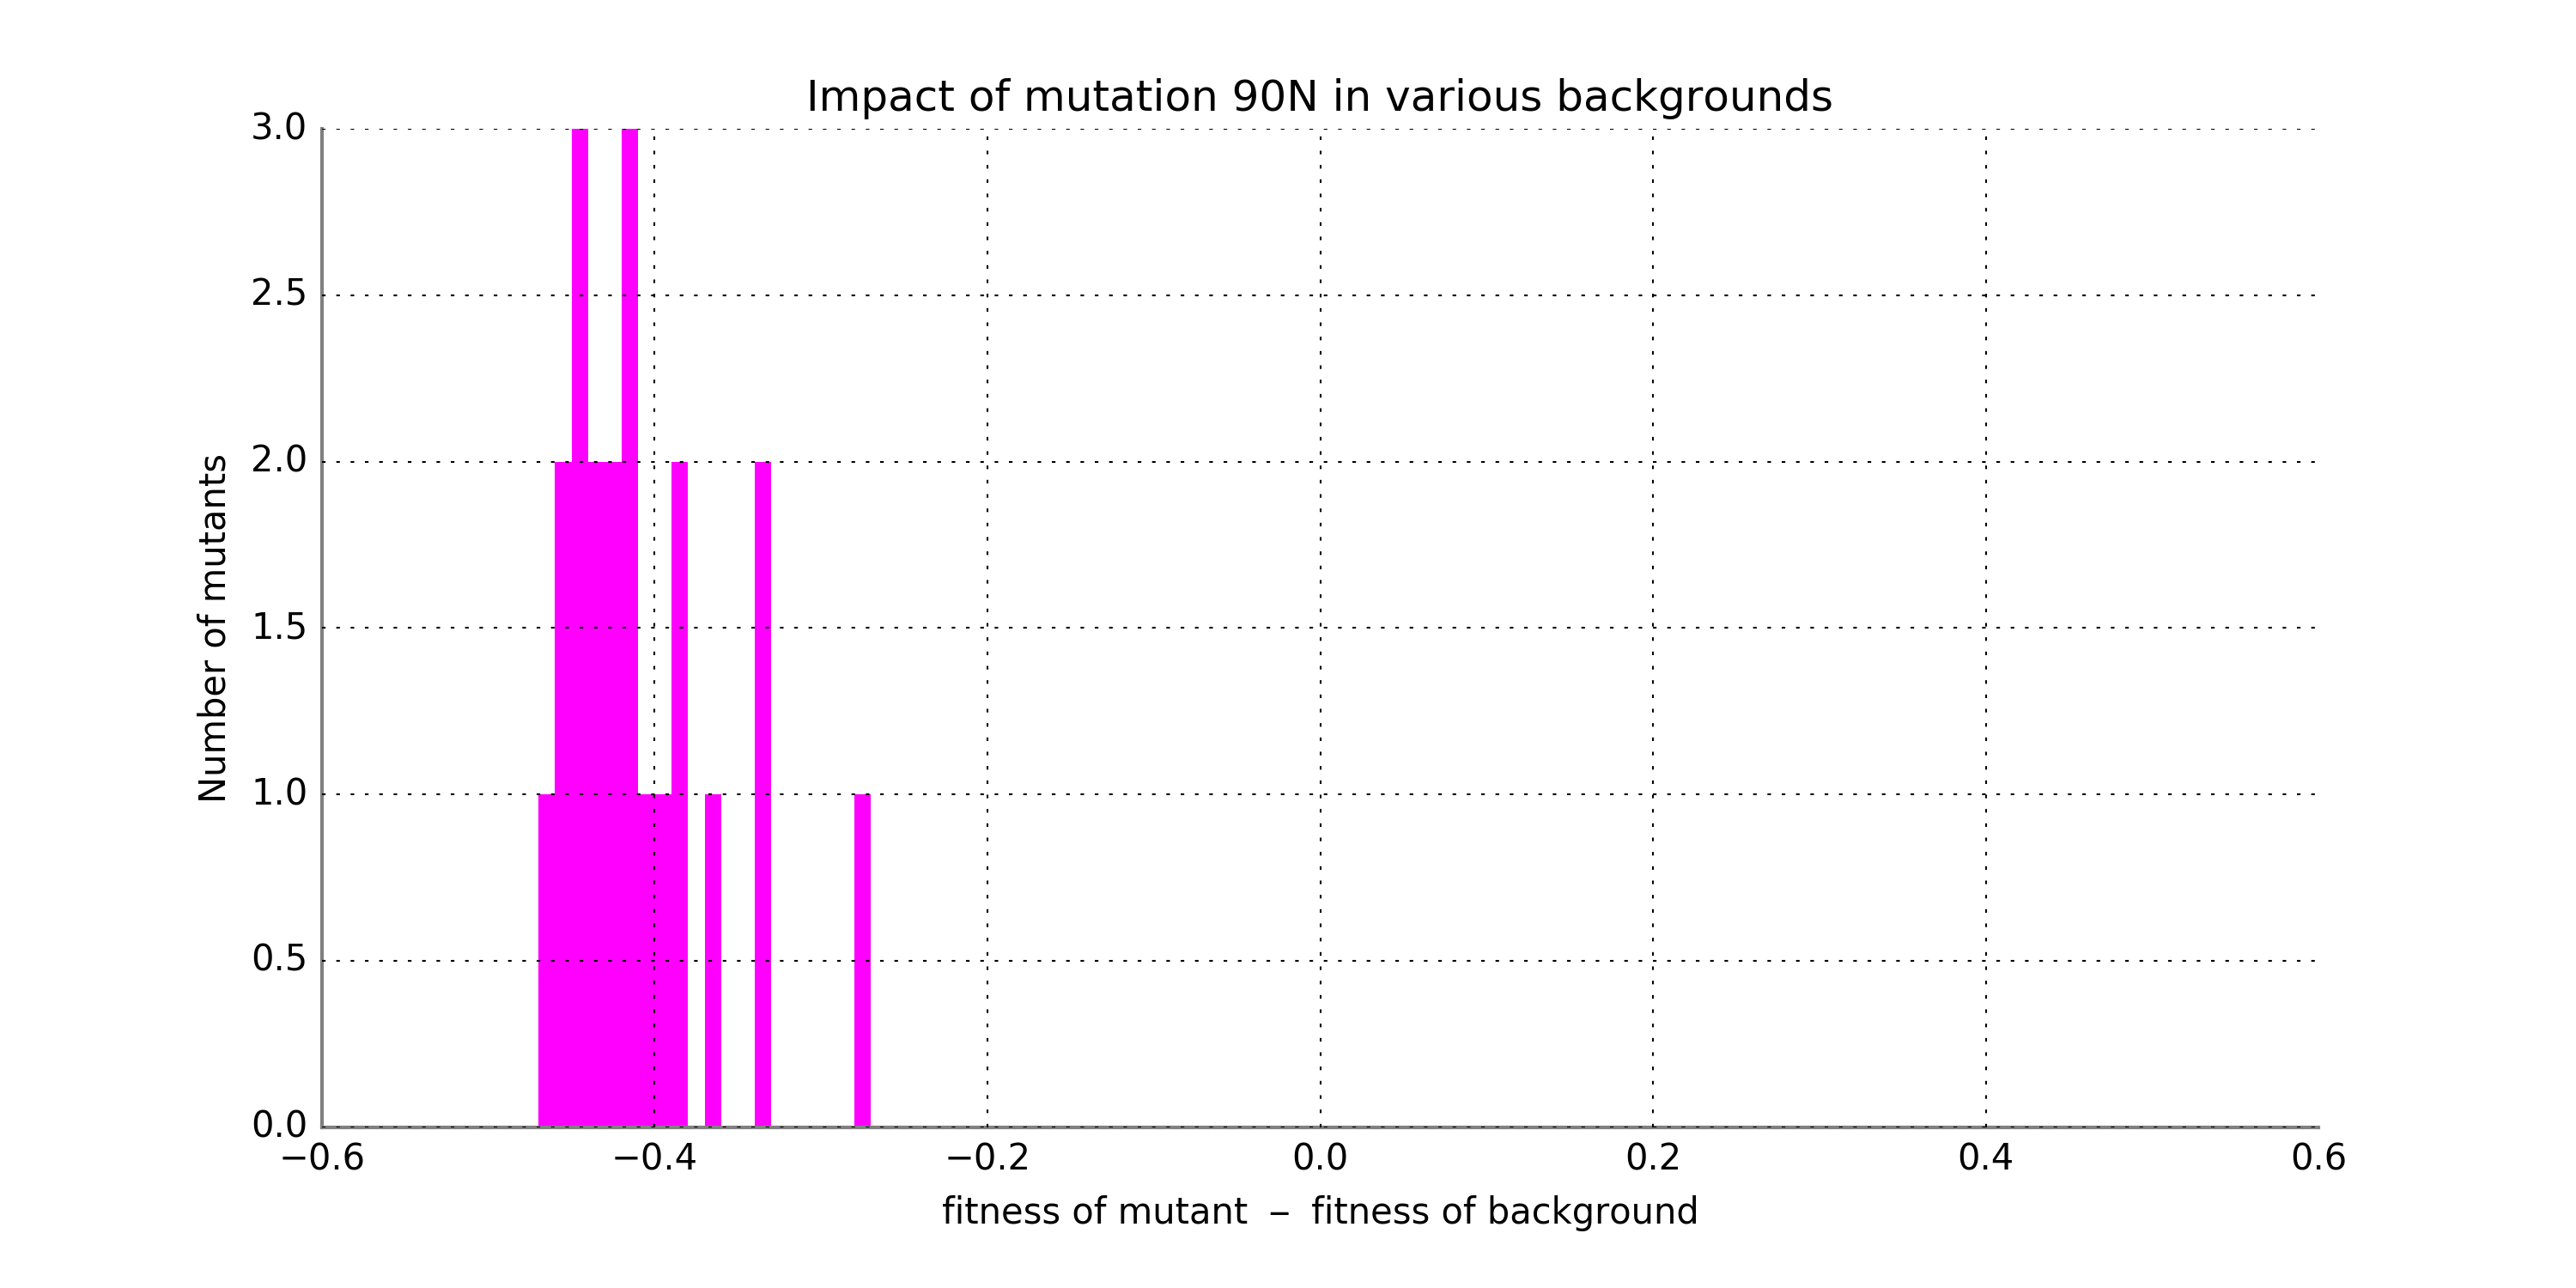 Impact of mutation 90N in various backgrounds
3.0
2.5
2.0
1.5
1.0
0.5
0.0
Number of mutants
−0.6 −0.4 −0.2 0.0 0.2 0.4 0.6
fitness of mutant − fitness of background